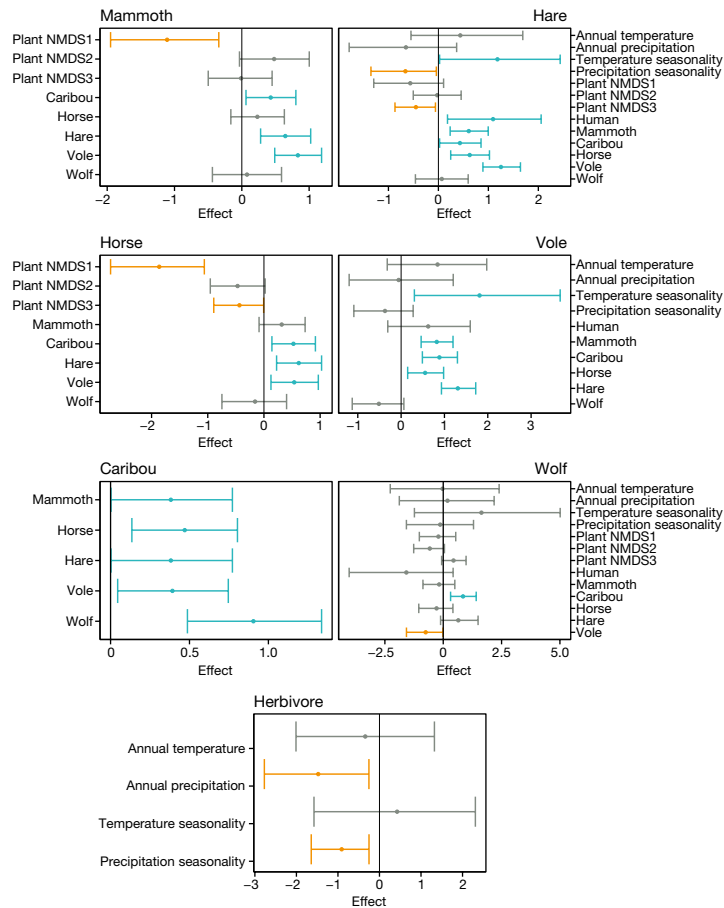 Mammoth
Plant NMDS1
Plant NMDS2
Plant NMDS3
Caribou
Horse
Hare
Vole
Wolf
−2
−1
0
1
Effect
Hare
Annual temperature
Annual precipitation
Temperature seasonality
Precipitation seasonality
Plant NMDS1
Plant NMDS2
Plant NMDS3
Human
Mammoth
Caribou
Horse
Vole
Wolf
−1
0
1
2
Effect
Horse
Plant NMDS1
Plant NMDS2
Plant NMDS3
Mammoth
Caribou
Hare
Vole
Wolf
−2
−1
0
1
Effect
Vole
Annual temperature
Annual precipitation
Temperature seasonality
Precipitation seasonality
Human
Mammoth
Caribou
Horse
Hare
Wolf
−1
0
1
2
3
Effect
Caribou
Mammoth
Horse
Hare
Vole
Wolf
0
0.5
1.0
Effect
Wolf
Annual temperature
Annual precipitation
Temperature seasonality
Precipitation seasonality
Plant NMDS1
Plant NMDS2
Plant NMDS3
Human
Mammoth
Caribou
Horse
Hare
Vole
−2.5
0
2.5
5.0
Effect
Herbivore
Annual temperature
Annual precipitation
Temperature seasonality
Precipitation seasonality
−3
−2
−1
0
1
2
Effect